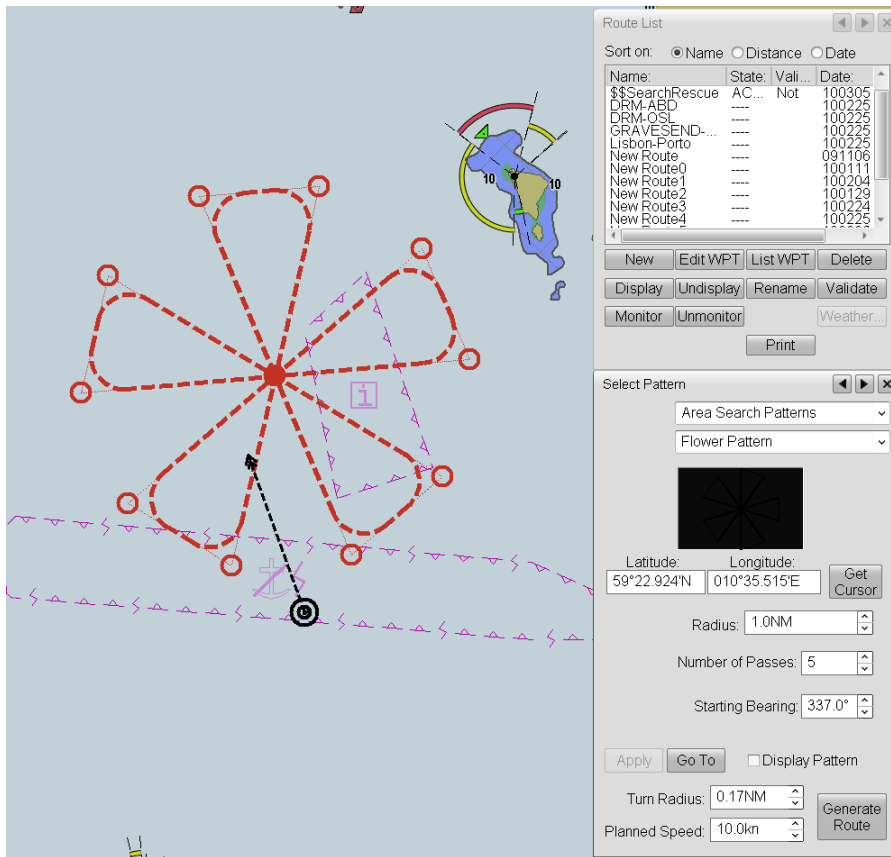 Route List
Sort on: Name Distance Date
Name: State: Vali... Date:
$$SearchRescue AC... Not 100305
DRM-ABD ---- 100225
DRM-OSL ---- 100225
GRAVESEND-... ---- 100225
Lisbon-Porto ---- 100225
New Route ---- 091106
New Route0 ---- 100111
New Route1 ---- 100204
New Route2 ---- 100129
New Route3 ---- 100224
New Route4 ---- 100225
New Edit WPT List WPT Delete
Display Undisplay Rename Validate
Monitor Unmonitor Weather...
Print
10 10
i
Select Pattern
Area Search Patterns
Flower Pattern
Latitude: Longitude:
59°22.924'N 010°35.515'E Get Cursor
Radius: 1.0NM
Number of Passes: 5
Starting Bearing: 337.0°
Apply Go To Display Pattern
Turn Radius: 0.17NM
Planned Speed: 10.0kn
Generate Route